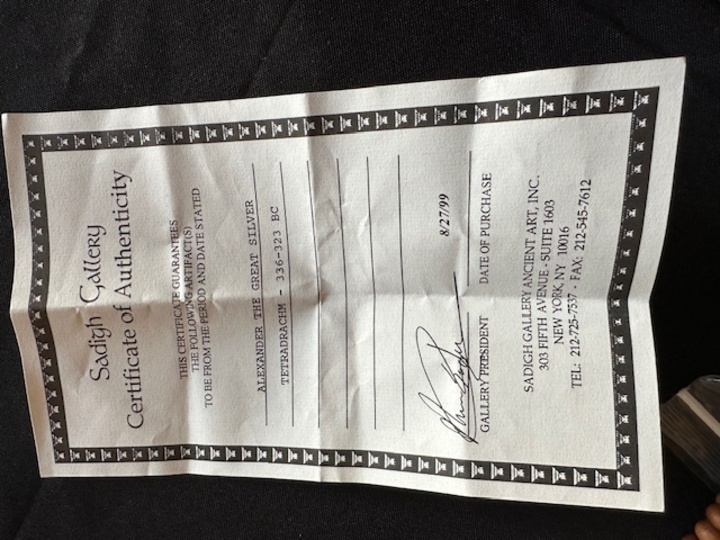 Sadigh Gallery
Certificate of Authenticity
THIS CERTIFICATE GUARANTEES
THE FOLLOWING ARTIFACT(S)
TO BE FROM THE PERIOD AND DATE STATED
ALEXANDER THE GREAT SILVER
TETRADRACHM - 336-323 BC
8/27/99
GALLERY PRESIDENT DATE OF PURCHASE
SADIGH GALLERY ANCIENT ART, INC.
303 FIFTH AVENUE - SUITE 1603
NEW YORK, NY 10016
TEL: 212-725-7537 · FAX: 212-545-7612